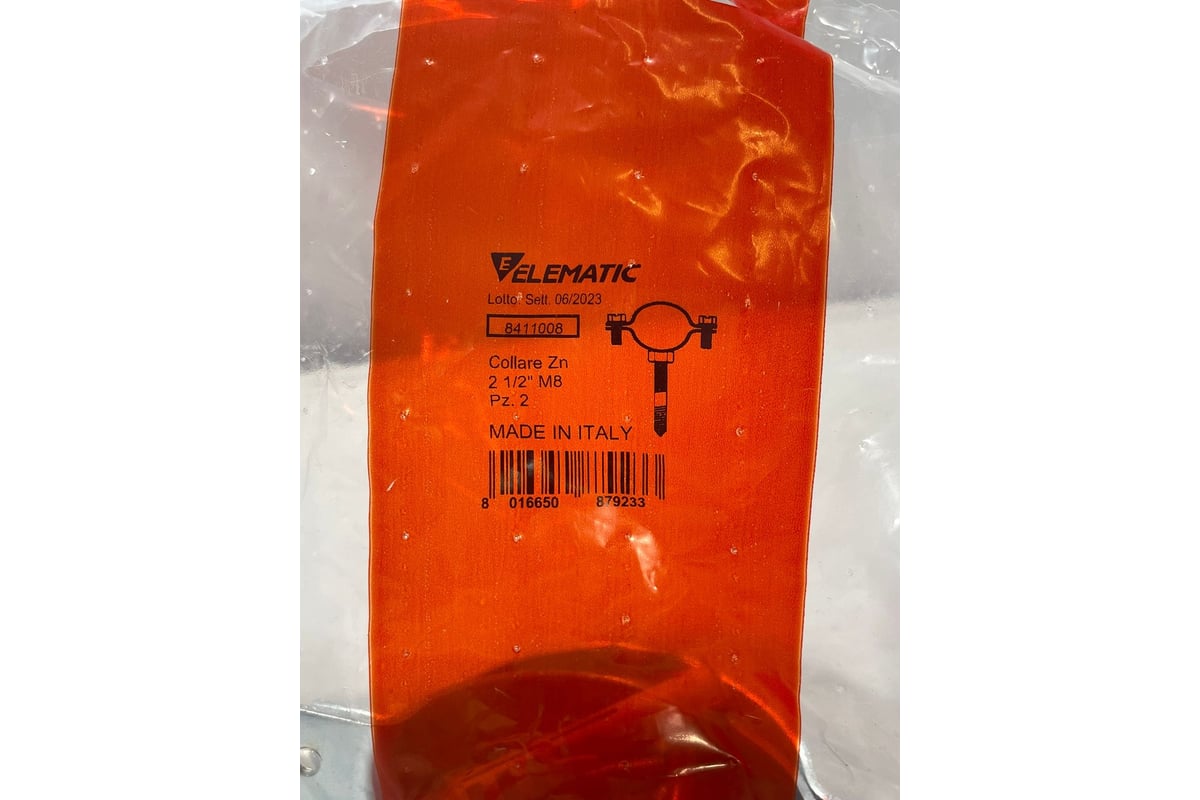 E ELEMATIC
Lotto: Sett. 06/2023
8411008
Collare Zn
2 1/2" M8
Pz. 2
MADE IN ITALY
8 016650 879233